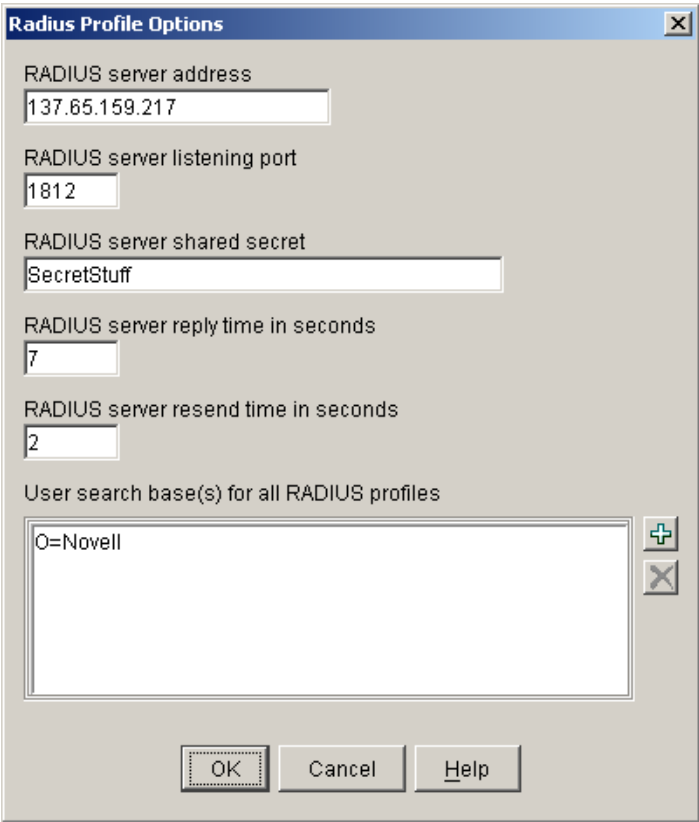 Radius Profile Options
RADIUS server address
137.65.159.217
RADIUS server listening port
1812
RADIUS server shared secret
SecretStuff
RADIUS server reply time in seconds
7
RADIUS server resend time in seconds
2
User search base(s) for all RADIUS profiles
O=Novell
OK Cancel Help